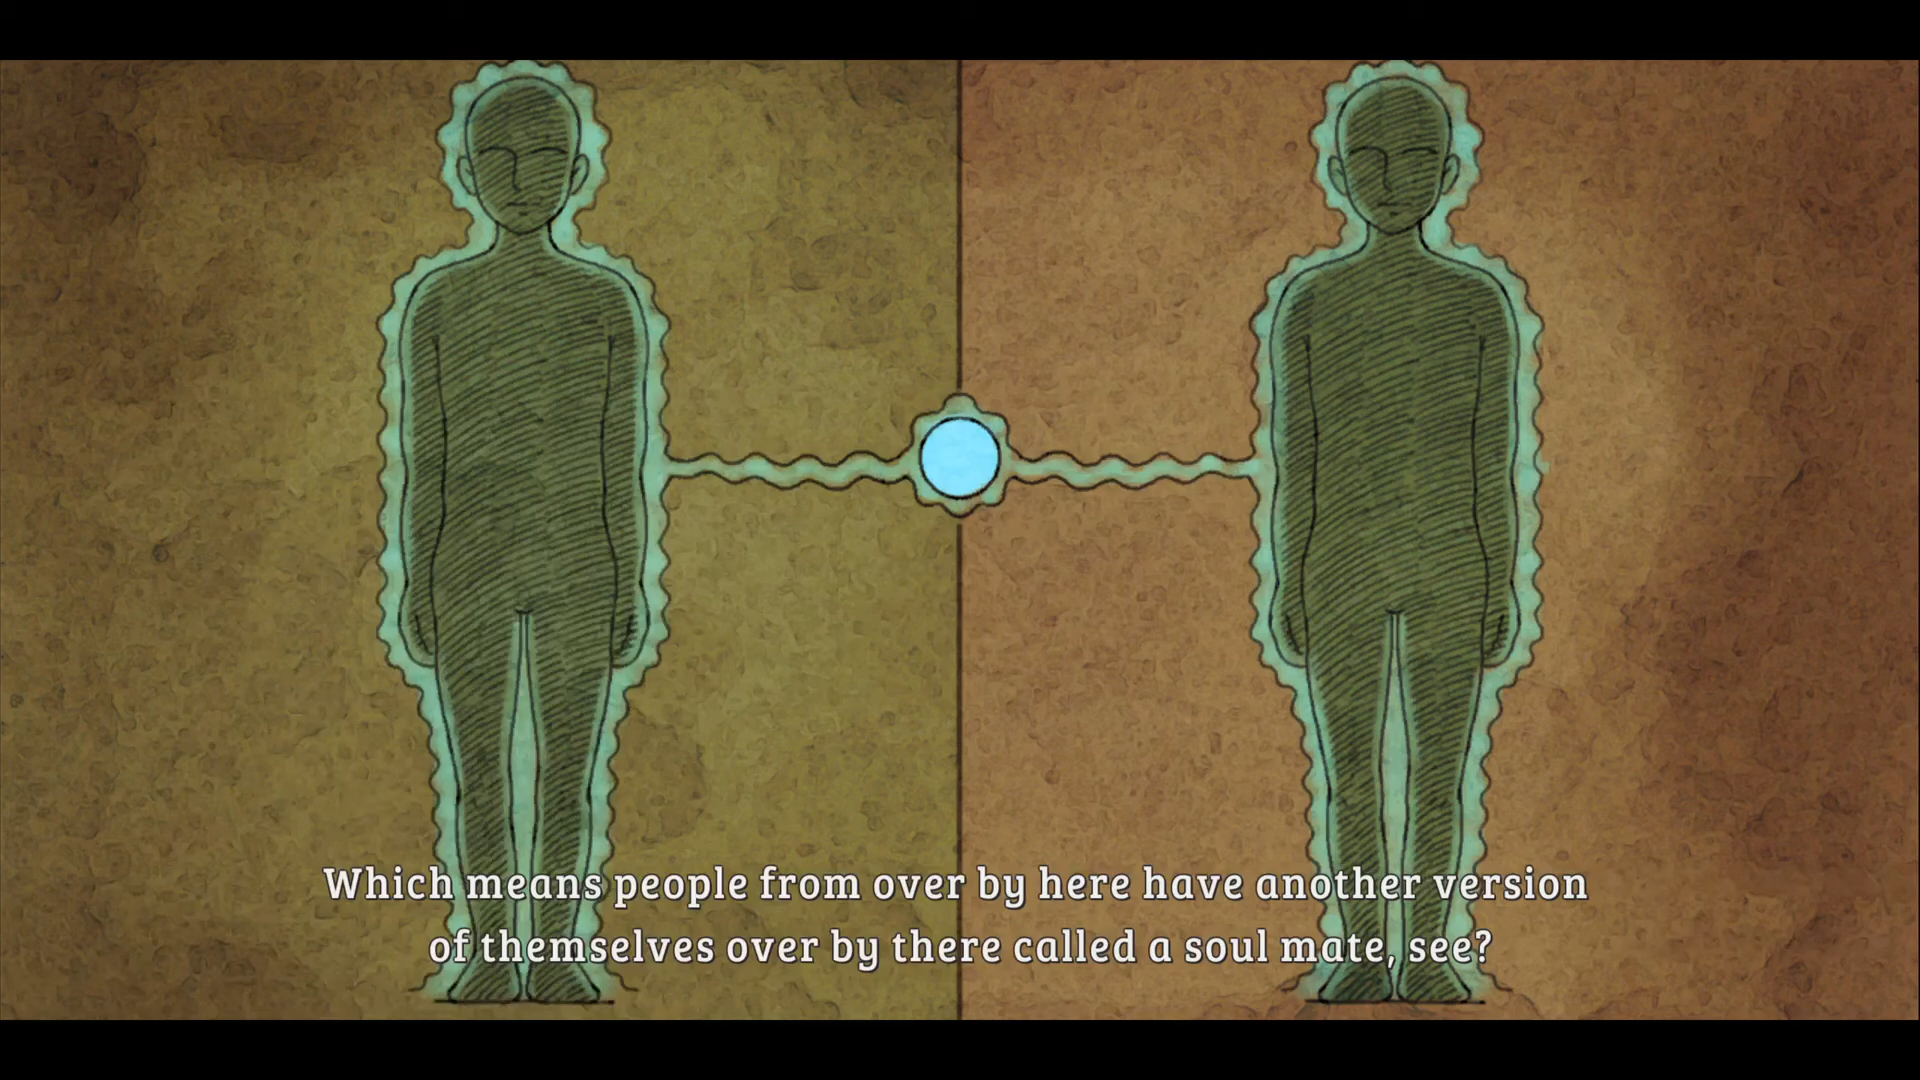 Which means people from over by here have another version
of themselves over by there called a soul mate, see?